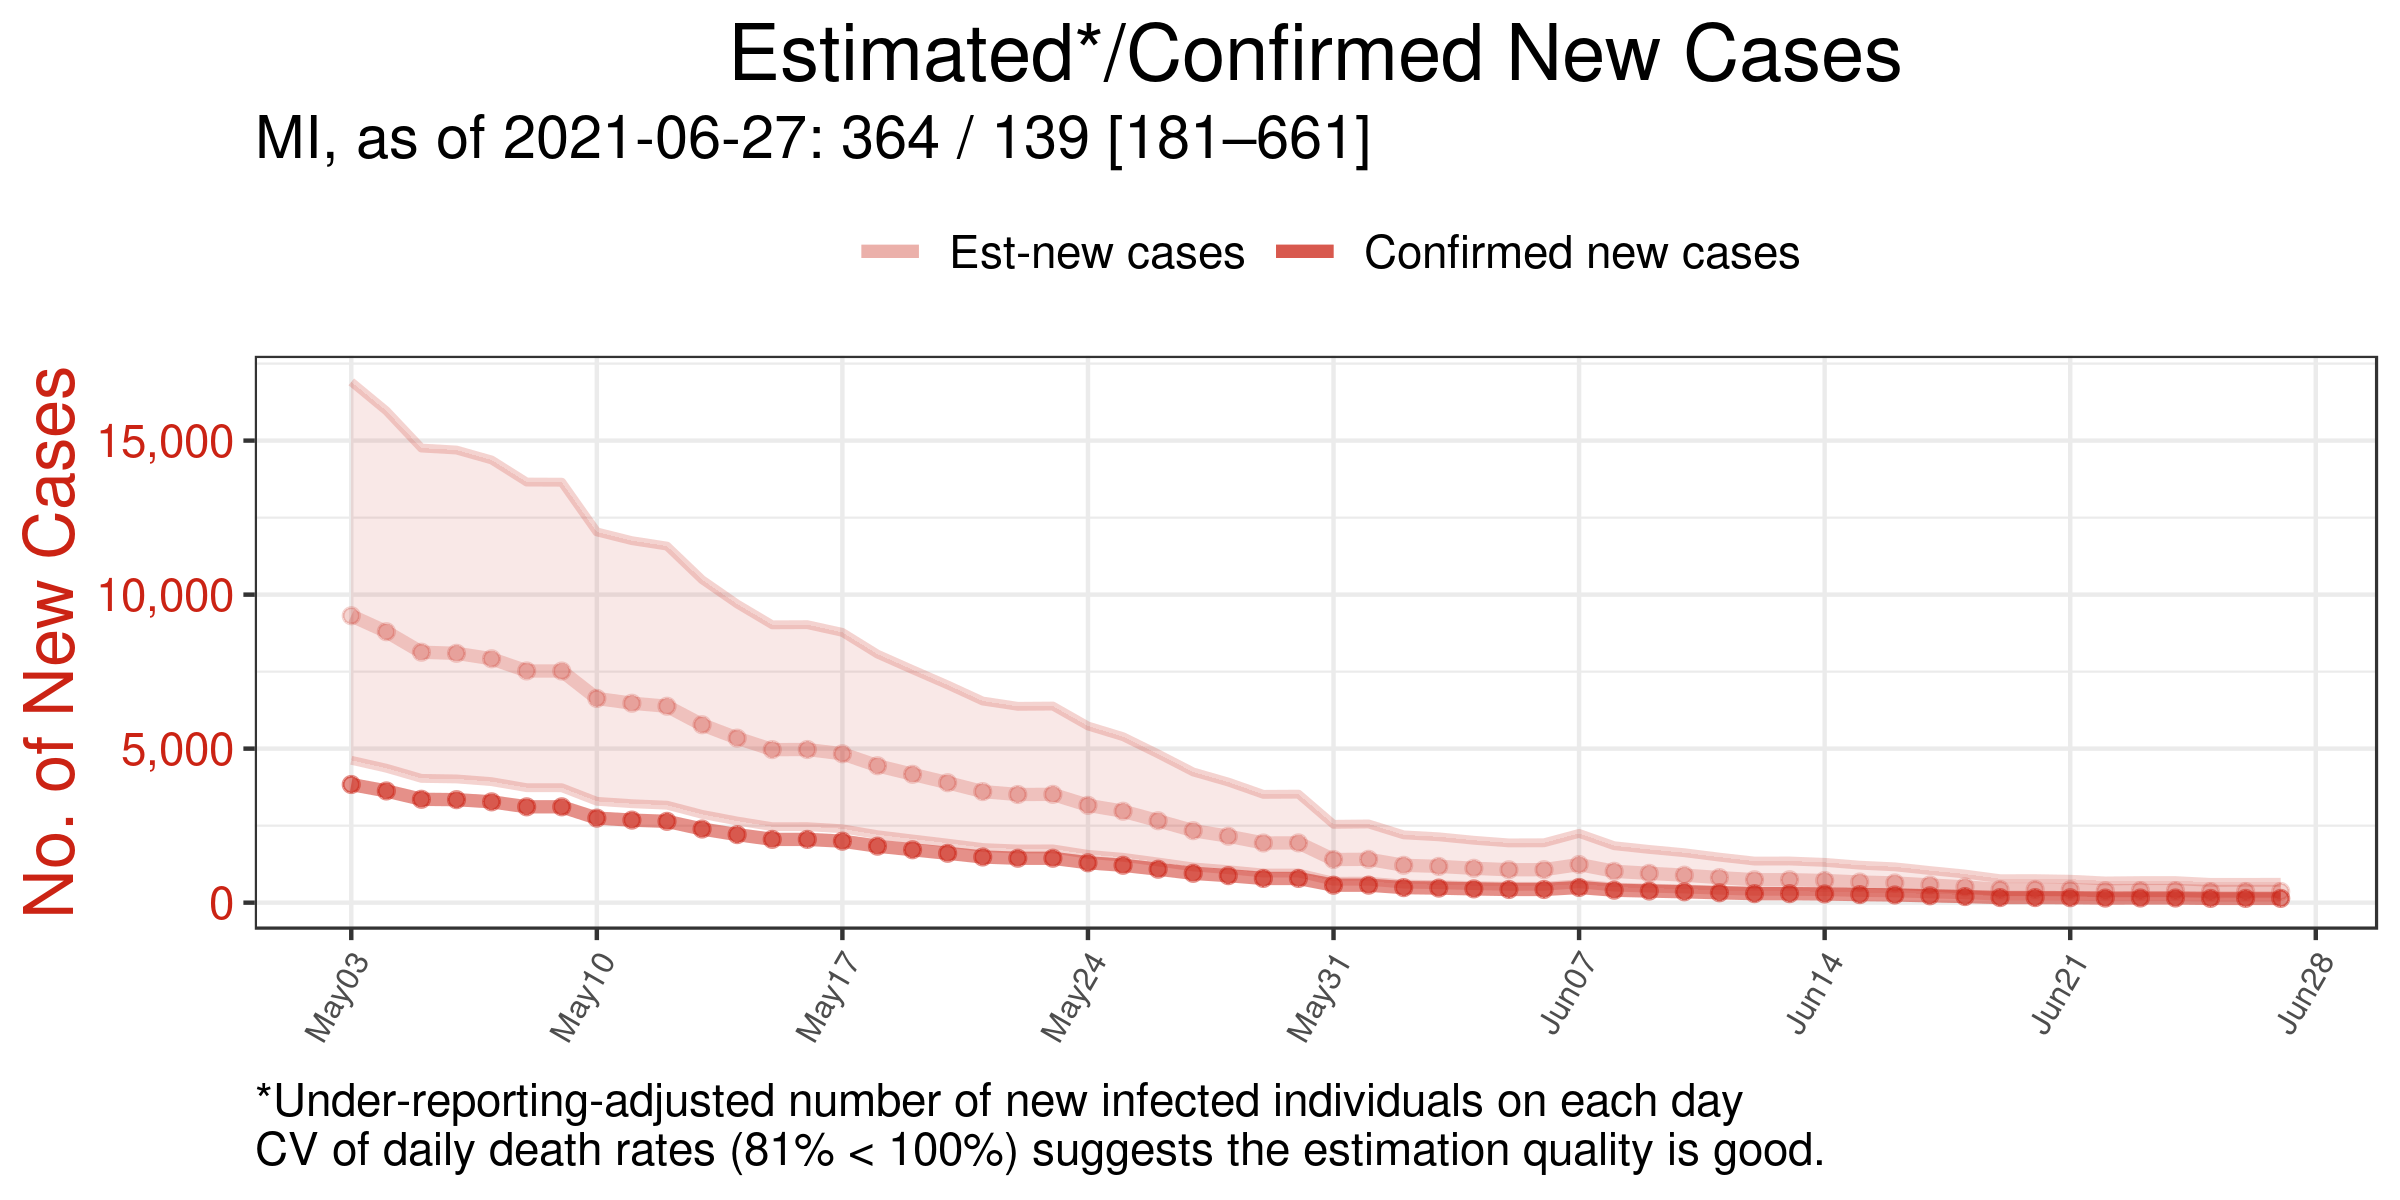 Estimated*/Confirmed New Cases
MI, as of 2021-06-27: 364 / 139 [181–661]
Est-new cases
Confirmed new cases
No. of New Cases
15,000
10,000
5,000
0
May03
May10
May17
May24
May31
Jun07
Jun14
Jun21
Jun28
*Under-reporting-adjusted number of new infected individuals on each day
CV of daily death rates (81% < 100%) suggests the estimation quality is good.